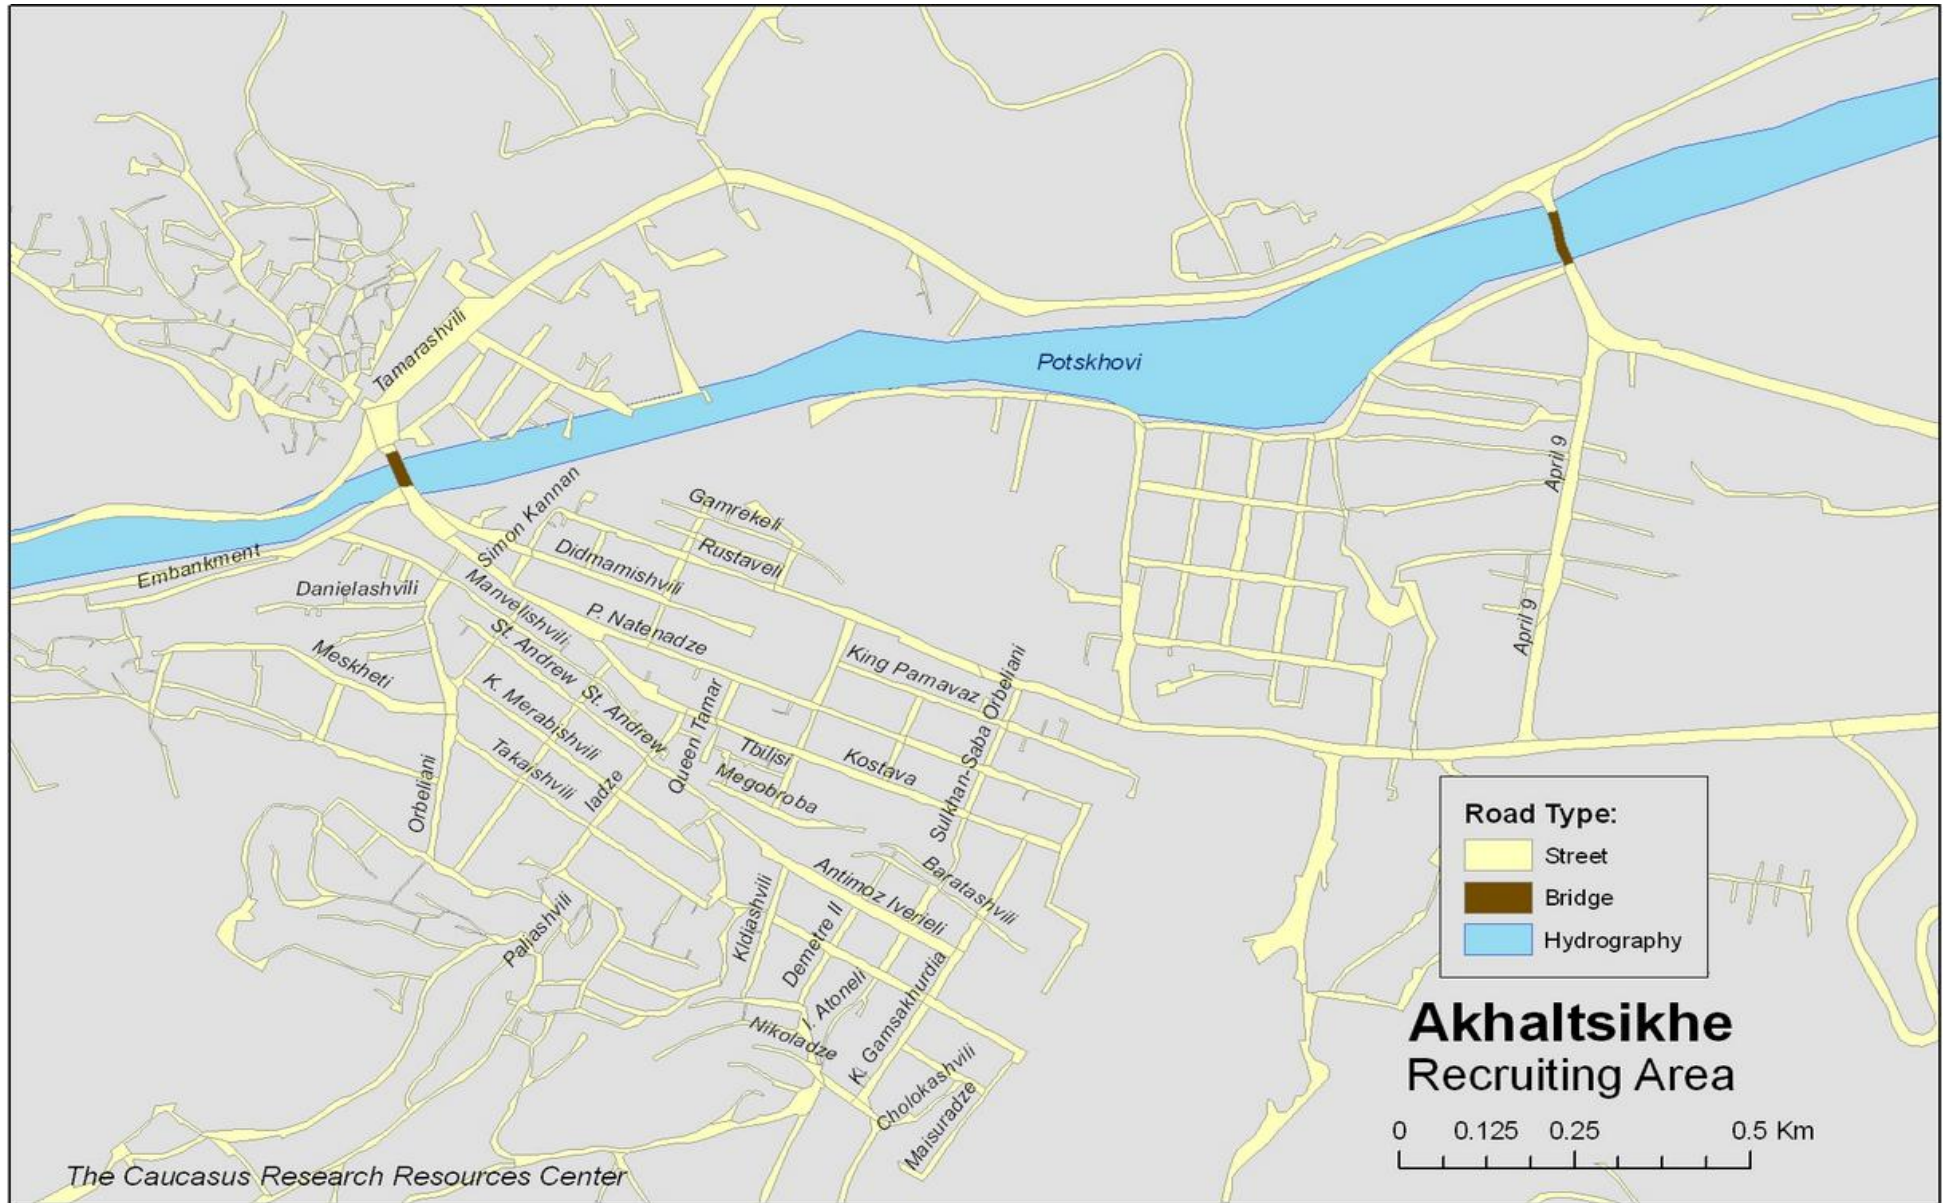 Tamarashvili
Potskhovi
April 9
Simon Kannan
Gamrekeli
Rustaveli
Didmamishvili
Embankment
Danielashvili
Manvelishvili
P. Natenadze
April 9
St. Andrew
Meskheti
King Parnavaz
Sulkhan-Saba Orbeliani
K. Merabishvili
St. Andrew
Queen Tamar
Takaishvili
Iadze
Tbilisi
Kostava
Megobroba
Orbeliani
Baratashvili
Antimoz Iverieli
Kldiashvili
Demetre II
Paliashvili
I. Atoneli
K. Gamsakhurdia
Nikoladze
Cholokashvili
Maisuradze
Road Type:
Street
Bridge
Hydrography
Akhaltsikhe
Recruiting Area
0 0.125 0.25 0.5 Km
The Caucasus Research Resources Center